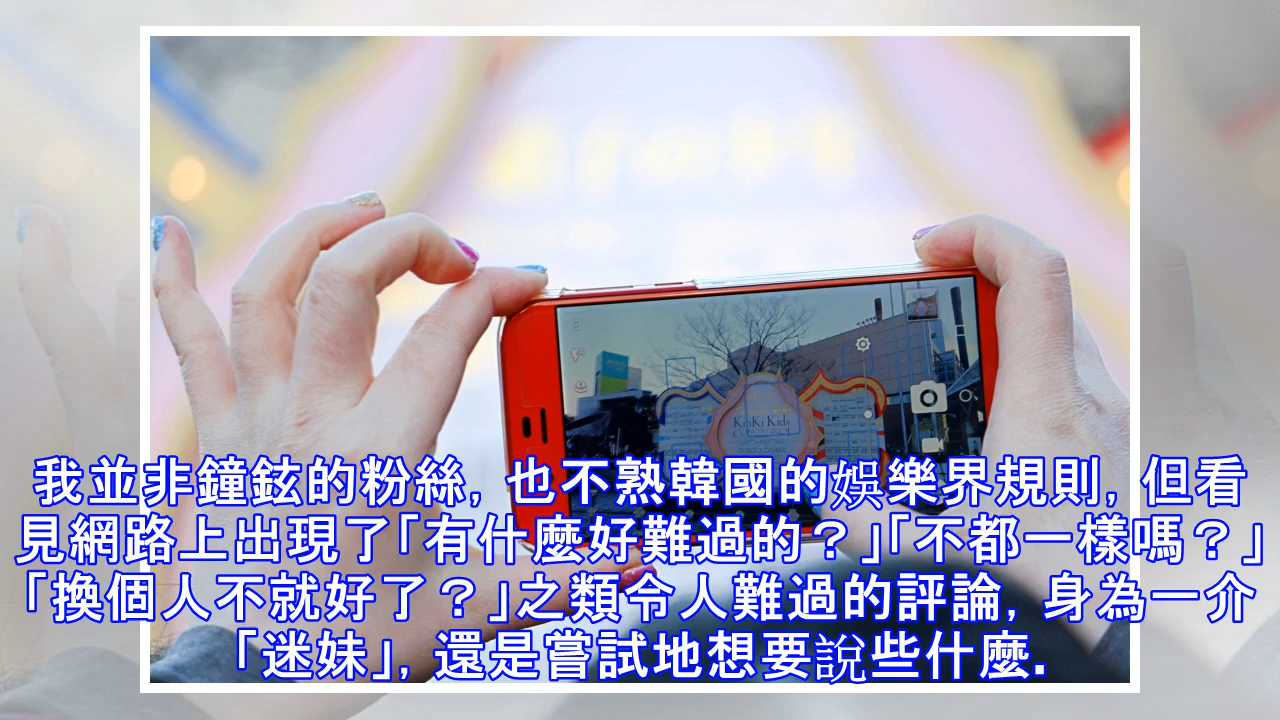 KinKi Kids
我並非鐘鉉的粉絲, 也不熟韓國的娛樂界規則, 但看
見網路上出現了「有什麼好難過的？」「不都一樣嗎？」
「換個人不就好了？」之類令人難過的評論, 身為一介
「迷妹」, 還是嘗試地想要說些什麼.